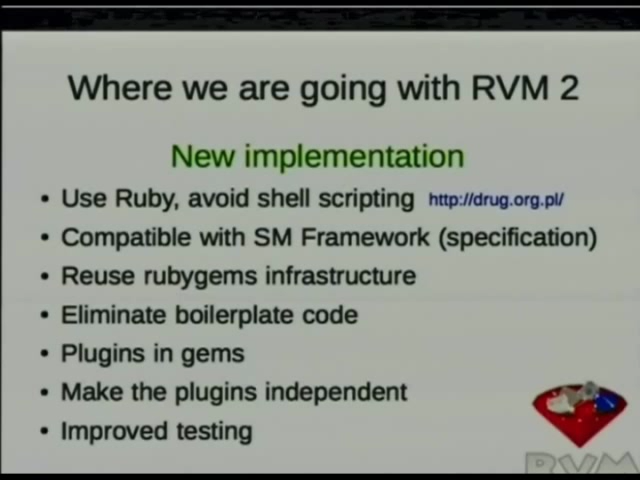 Where we are going with RVM 2
New implementation
• Use Ruby, avoid shell scripting http://drug.org.pl/
• Compatible with SM Framework (specification)
• Reuse rubygems infrastructure
• Eliminate boilerplate code
• Plugins in gems
• Make the plugins independent
• Improved testing
RVM